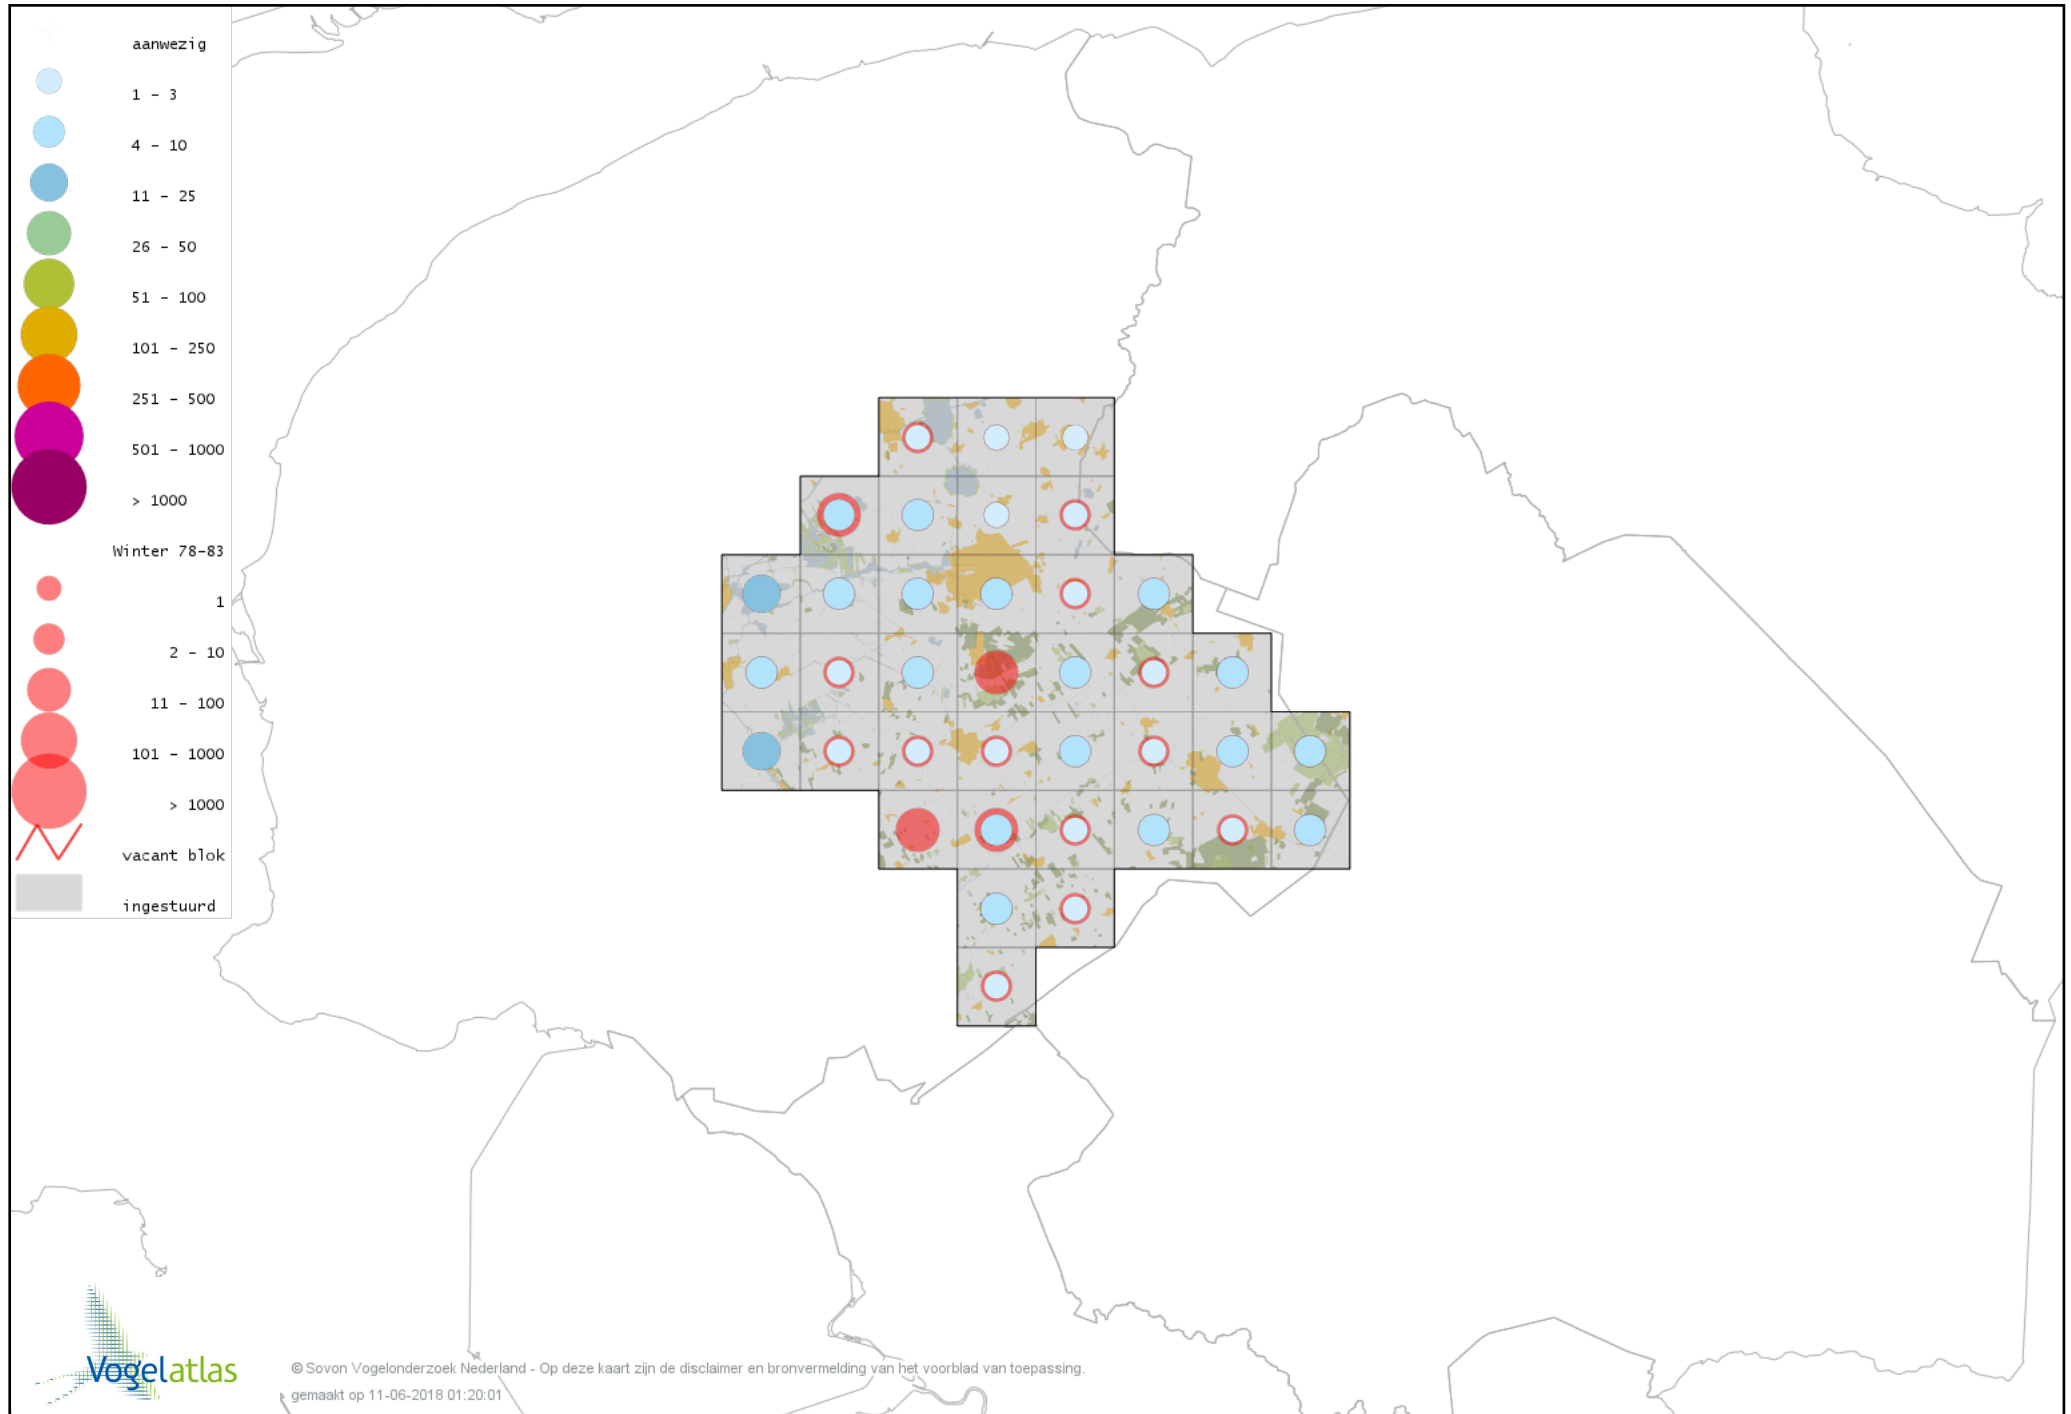 aanwezig
1 - 3
4 - 10
11 - 25
26 - 50
51 - 100
101 - 250
251 - 500
501 - 1000
> 1000
Winter 78-83
1
2 - 10
11 - 100
101 - 1000
> 1000
vacant blok
ingestuurd
Vogelatlas
© Sovon Vogelonderzoek Nederland - Op deze kaart zijn de disclaimer en bronvermelding van het voorblad van toepassing.
gemaakt op 11-06-2018 01:20:01